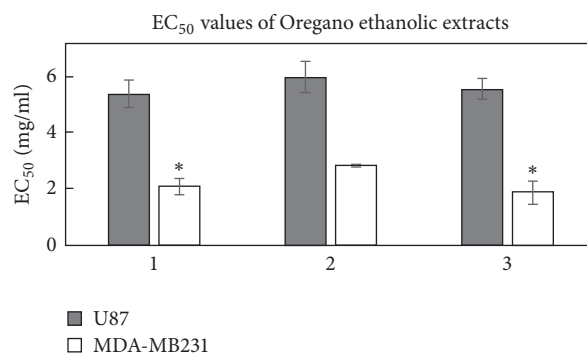 EC₅₀ values of Oregano ethanolic extracts
EC₅₀ (mg/ml)
6
4
2
0
*
*
1
2
3
U87
MDA-MB231